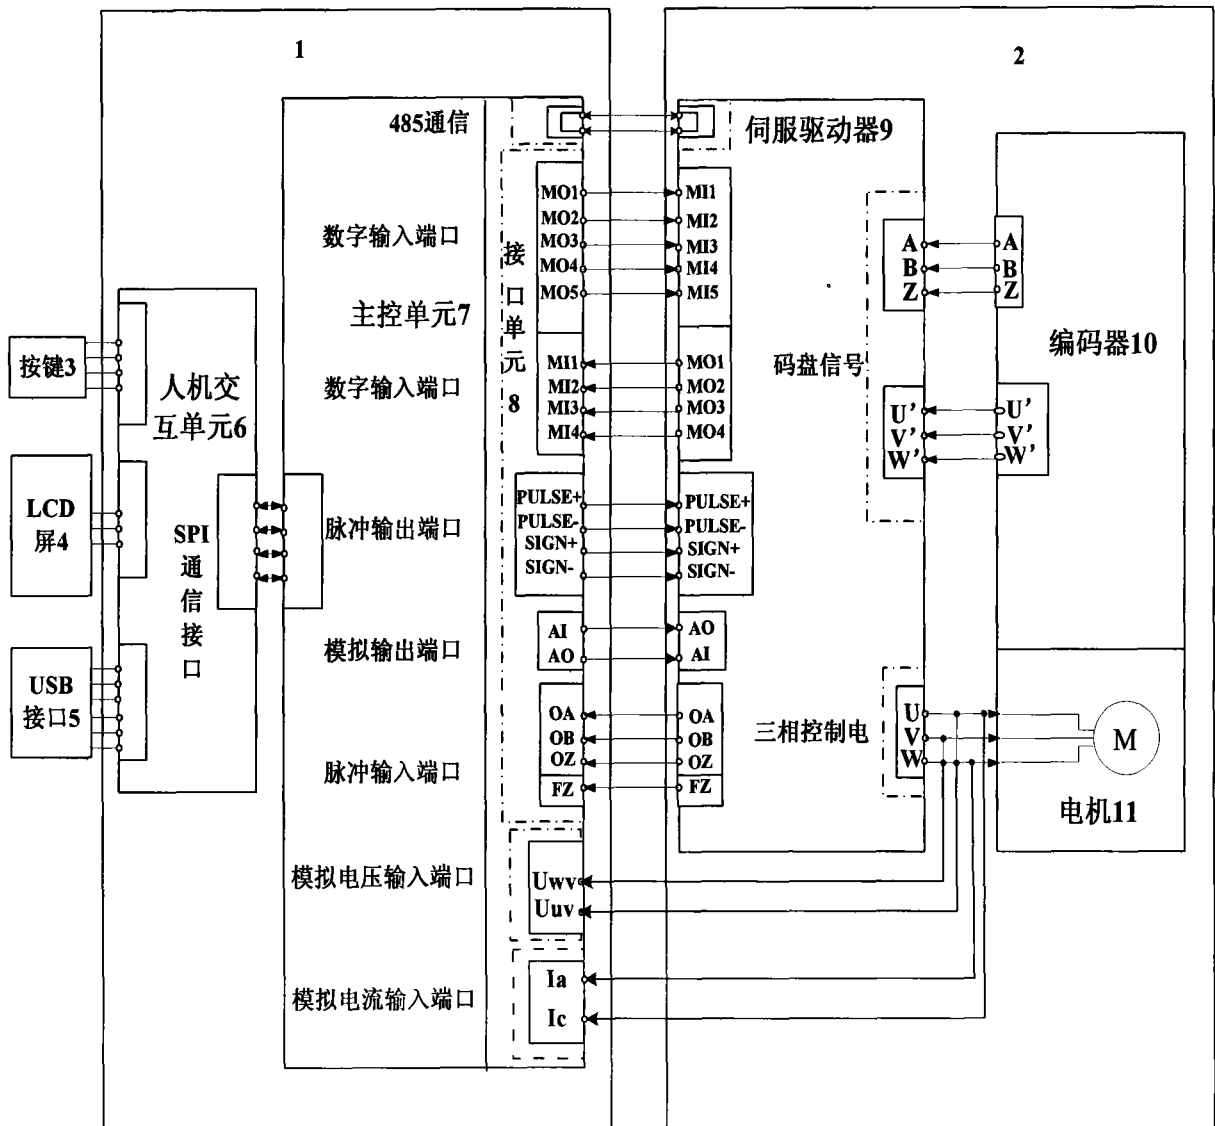 1
2
485通信
伺服驱动器9
接
口
单
元
8
MO1
MO2
MO3
MO4
MO5
MI1
MI2
MI3
MI4
MI5
数字输入端口
主控单元7
A
B
Z
A
B
Z
编码器10
码盘信号
按键3
人机交
互单元6
数字输入端口
MI1
MI2
MI3
MI4
MO1
MO2
MO3
MO4
U'
V'
W'
U'
V'
W'
LCD
屏4
SPI
通
信
接
口
脉冲输出端口
PULSE+
PULSE-
SIGN+
SIGN-
PULSE+
PULSE-
SIGN+
SIGN-
模拟输出端口
AI
AO
AO
AI
USB
接口5
脉冲输入端口
OA
OB
OZ
FZ
OA
OB
OZ
FZ
三相控制电
U
V
W
M
电机11
模拟电压输入端口
Uwv
Uuv
模拟电流输入端口
Ia
Ic